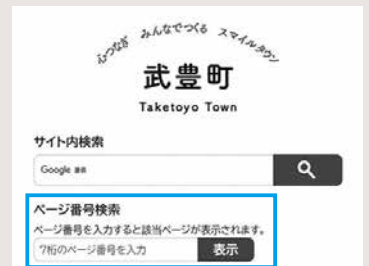 心つなぎ みんなでつくる スマイルタウン
武豊町
Taketoyo Town
サイト内検索
Google
ページ番号検索
ページ番号を入力すると該当ページが表示されます。
7桁のページ番号を入力
表示